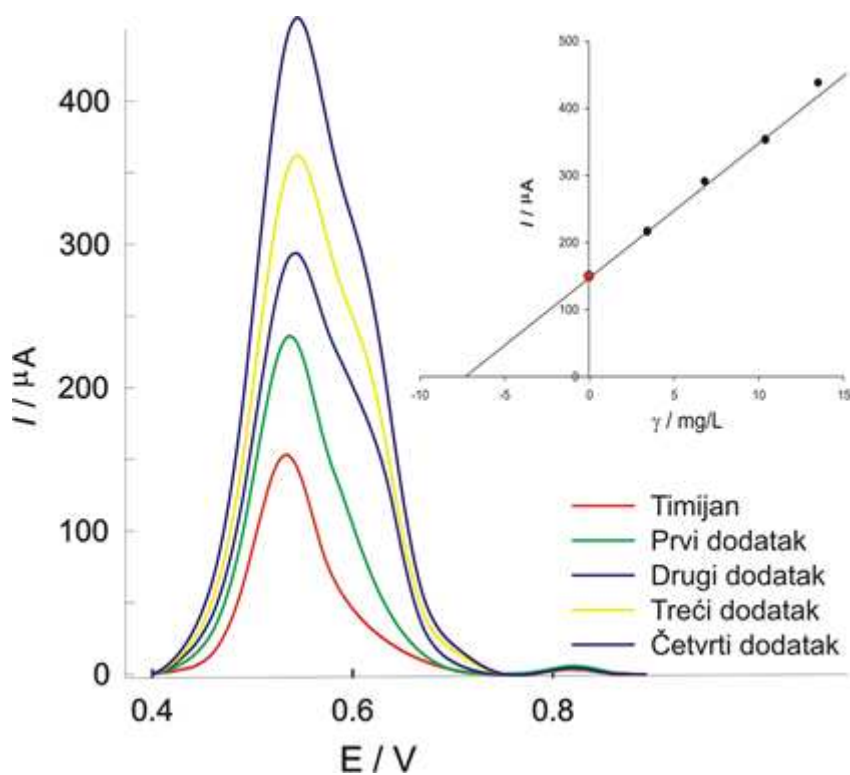 400
300
200
100
0
I / μA
0.4
0.6
0.8
E / V
500
400
300
200
100
0
I / μA
-10
-5
0
5
10
15
γ / mg/L
Timijan
Prvi dodatak
Drugi dodatak
Treći dodatak
Četvrti dodatak